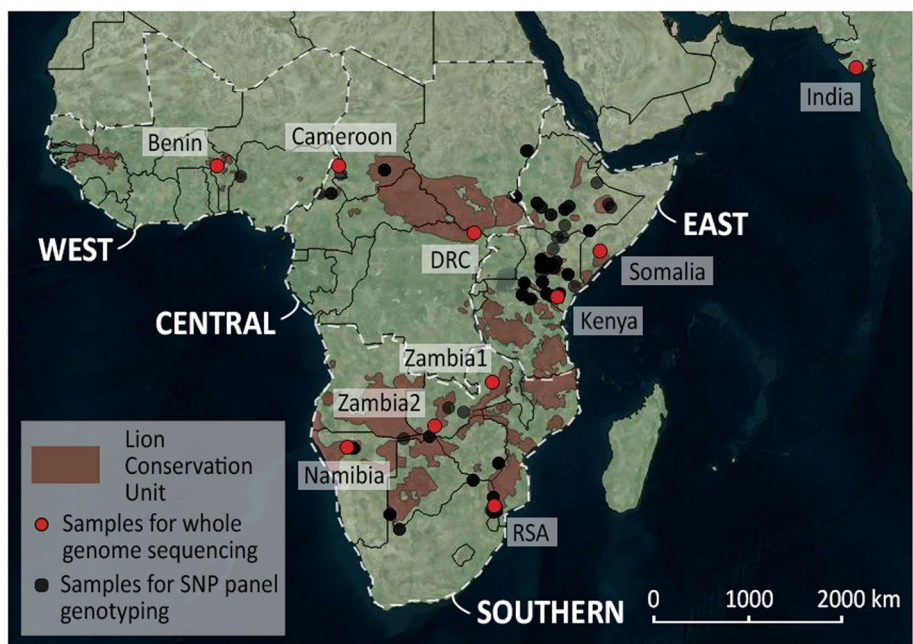 India
Benin
Cameroon
WEST
DRC
EAST
Somalia
CENTRAL
Kenya
Zambia1
Zambia2
Namibia
RSA
SOUTHERN
Lion
Conservation
Unit
Samples for whole
genome sequencing
Samples for SNP panel
genotyping
0 1000 2000 km